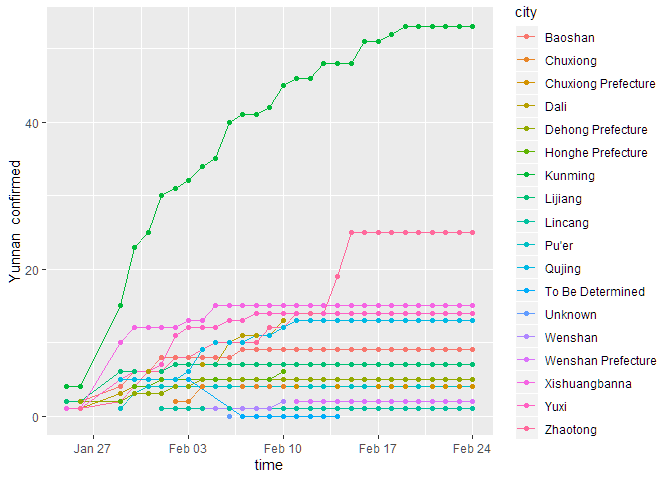 city
Baoshan
Chuxiong
Chuxiong Prefecture
Dali
Dehong Prefecture
Honghe Prefecture
Kunming
Lijiang
Lincang
Pu'er
Qujing
To Be Determined
Unknown
Wenshan
Wenshan Prefecture
Xishuangbanna
Yuxi
Zhaotong
Yunnan confirmed
40
20
0
Jan 27 Feb 03 Feb 10 Feb 17 Feb 24
time